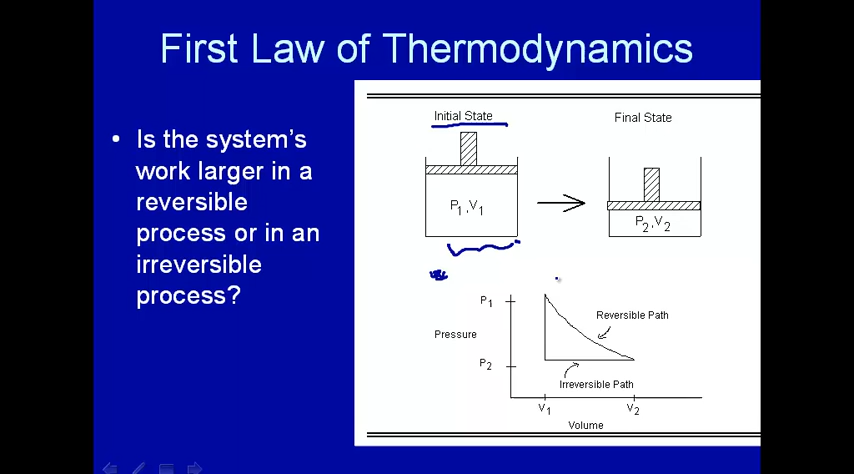 First Law of Thermodynamics
• Is the system's
work larger in a
reversible
process or in an
irreversible
process?
Initial State
Final State
P1,V1
P2,V2
P1
Reversible Path
Pressure
P2
Irreversible Path
V1
V2
Volume